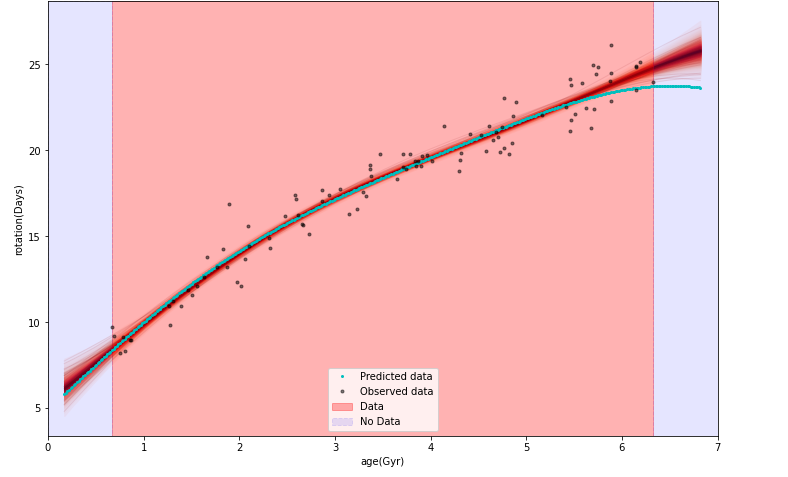 25
20
15
10
5
rotation(Days)
Predicted data
Observed data
Data
No Data
0 1 2 3 4 5 6 7
age(Gyr)